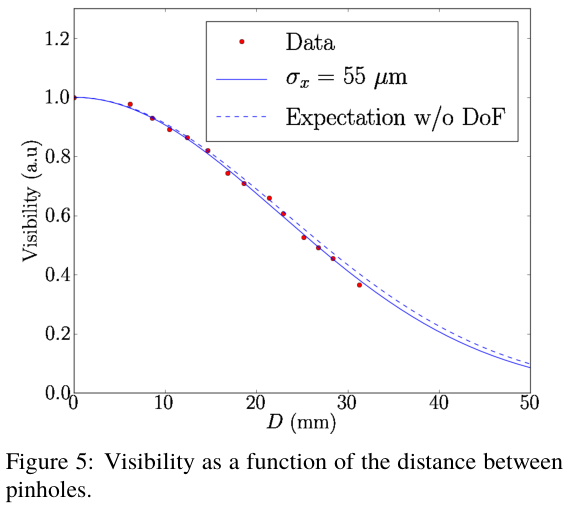 1.2
1.0
0.8
0.6
0.4
0.2
0.0
Visibility (a.u)
Data
σₓ = 55 μm
Expectation w/o DoF
0 10 20 30 40 50
D (mm)
Figure 5: Visibility as a function of the distance between
pinholes.